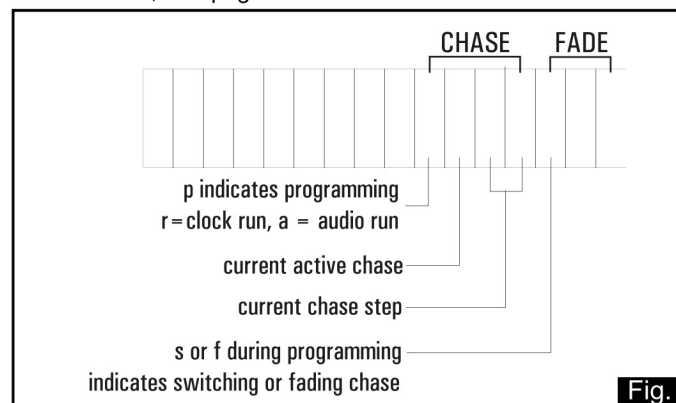 CHASE FADE
p indicates programming
r=clock run, a = audio run
current active chase
current chase step
s or f during programming
indicates switching or fading chase
Fig.